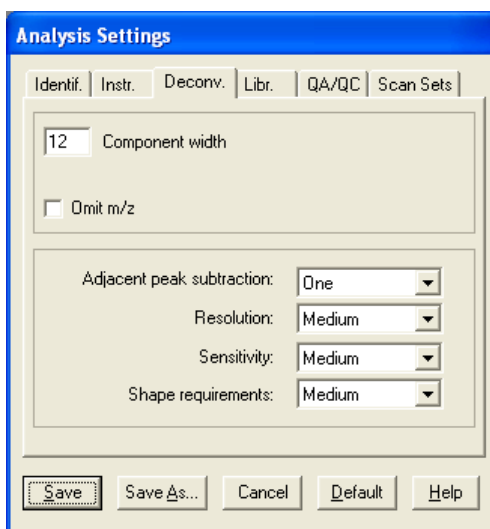 Analysis Settings
Identif. Instr. Deconv. Libr. QA/QC Scan Sets
12 Component width
Omit m/z
Adjacent peak subtraction: One
Resolution: Medium
Sensitivity: Medium
Shape requirements: Medium
Save Save As... Cancel Default Help